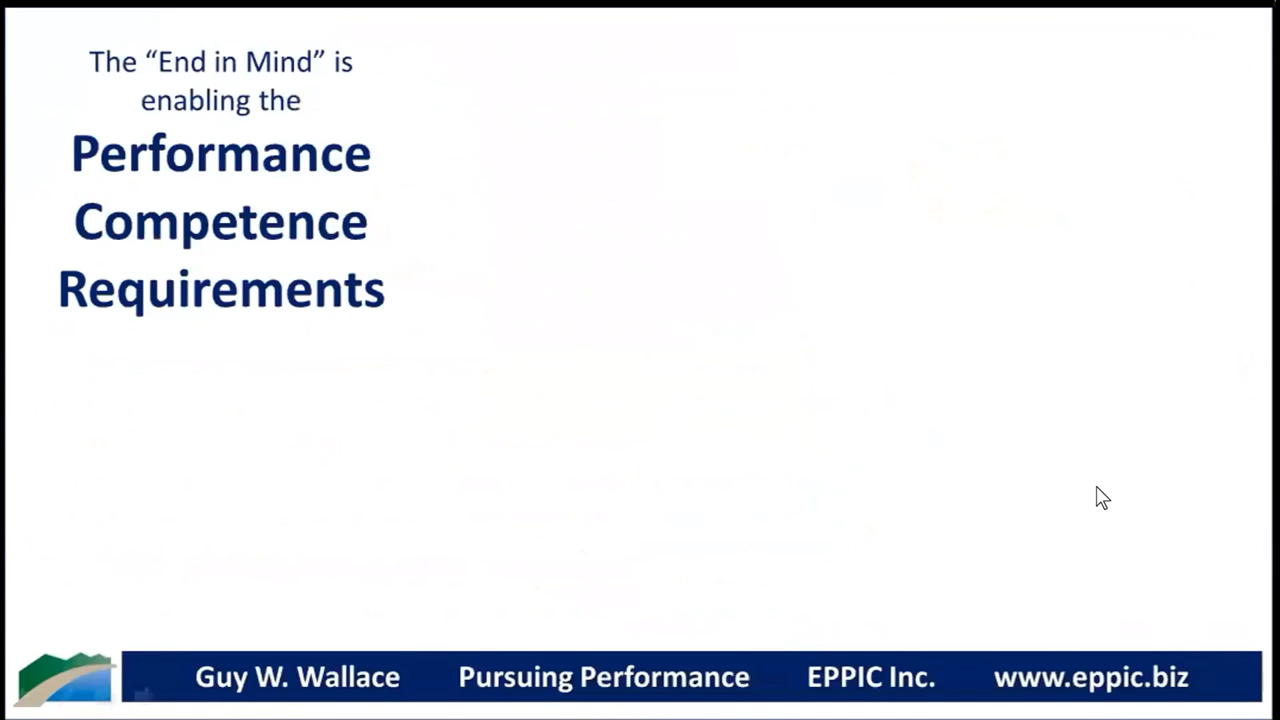 The “End in Mind” is
enabling the
Performance
Competence
Requirements
Guy W. Wallace Pursuing Performance EPPIC Inc. www.eppic.biz